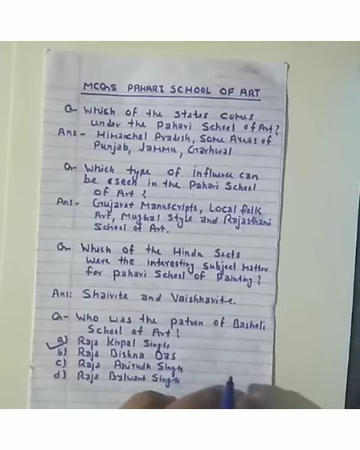 MCQs PAHARI SCHOOL OF ART
Q- Which of the states comes
under the Pahari School of Art?
Ans - Himanchal Pradesh, Some Areas of
Punjab, Jammu, Garhwal
Q- Which type of influence can
be seen in the Pahari School
of Art?
Ans - Gujarat Manuscripts, Local folk
Art, Mughal Style and Rajasthani
School of Art.
Q- Which of the Hindu Sects
were the interesting Subject Matter
for Pahari School of Painting?
Ans: Shaivite and Vaishnavite.
Q- Who was the patron of Basholi
School of Art?
a) Raja Kirpal Singh
b) Raja Bishna Das
c) Raja Anirudh Singh
d) Raja Balwant Singh